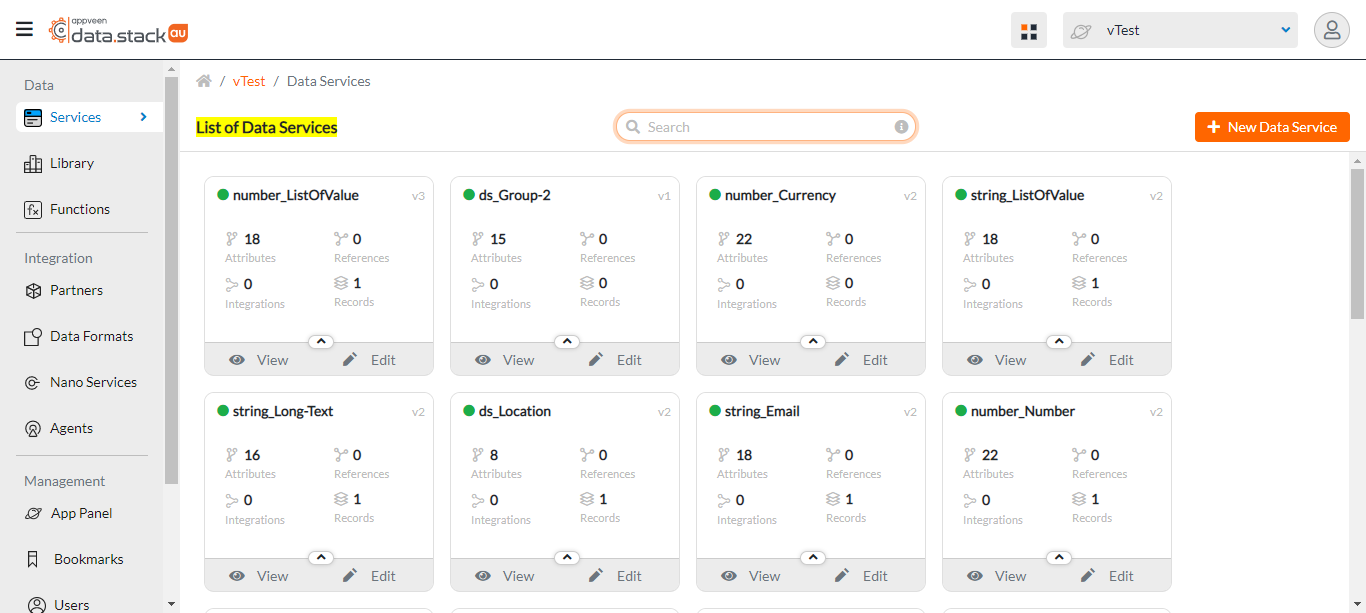 appveen
data.stack au
vTest
Data
Services
Library
Functions
Integration
Partners
Data Formats
Nano Services
Agents
Management
App Panel
Bookmarks
Users
/ vTest / Data Services
List of Data Services
Search
New Data Service
number_ListOfValue v3
18 0
Attributes References
0 1
Integrations Records
View Edit
ds_Group-2 v1
15 0
Attributes References
0 0
Integrations Records
View Edit
number_Currency v2
22 0
Attributes References
0 0
Integrations Records
View Edit
string_ListOfValue v2
18 0
Attributes References
0 1
Integrations Records
View Edit
string_Long-Text v2
16 0
Attributes References
0 1
Integrations Records
View Edit
ds_Location v2
8 0
Attributes References
0 1
Integrations Records
View Edit
string_Email v2
18 0
Attributes References
0 1
Integrations Records
View Edit
number_Number v2
22 0
Attributes References
0 1
Integrations Records
View Edit